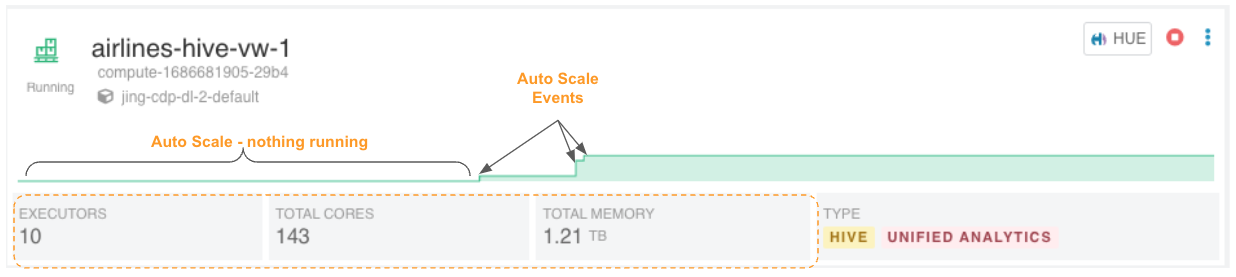 airlines-hive-vw-1
HUE
compute-1686681905-29b4
Running
jing-cdp-dl-2-default
Auto Scale
Events
Auto Scale - nothing running
EXECUTORS
10
TOTAL CORES
143
TOTAL MEMORY
1.21 TB
TYPE
HIVE UNIFIED ANALYTICS